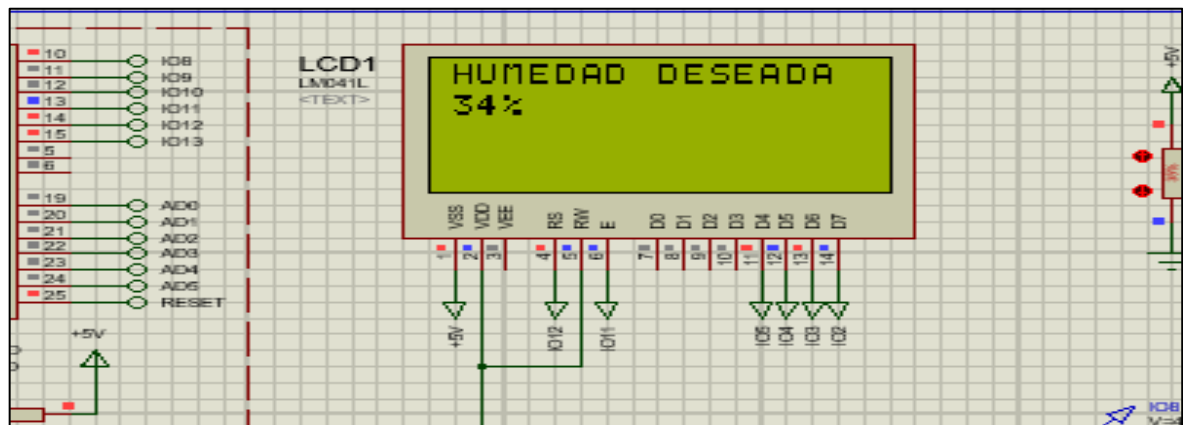 10 IO8
11 IO9
12 IO10
13 IO11
14 IO12
15 IO13
5
6
19 AD0
20 AD1
21 AD2
22 AD3
23 AD4
24 AD5
25 RESET
+5V
LCD1
LM041L
<TEXT>
HUMEDAD DESEADA
34%
VSS VDD VEE RS RW E D0 D1 D2 D3 D4 D5 D6 D7
1 2 3 4 5 6 7 8 9 10 11 12 13 14
+5V IO12 IO11 IO5 IO4 IO3 IO2
+5V
IO8